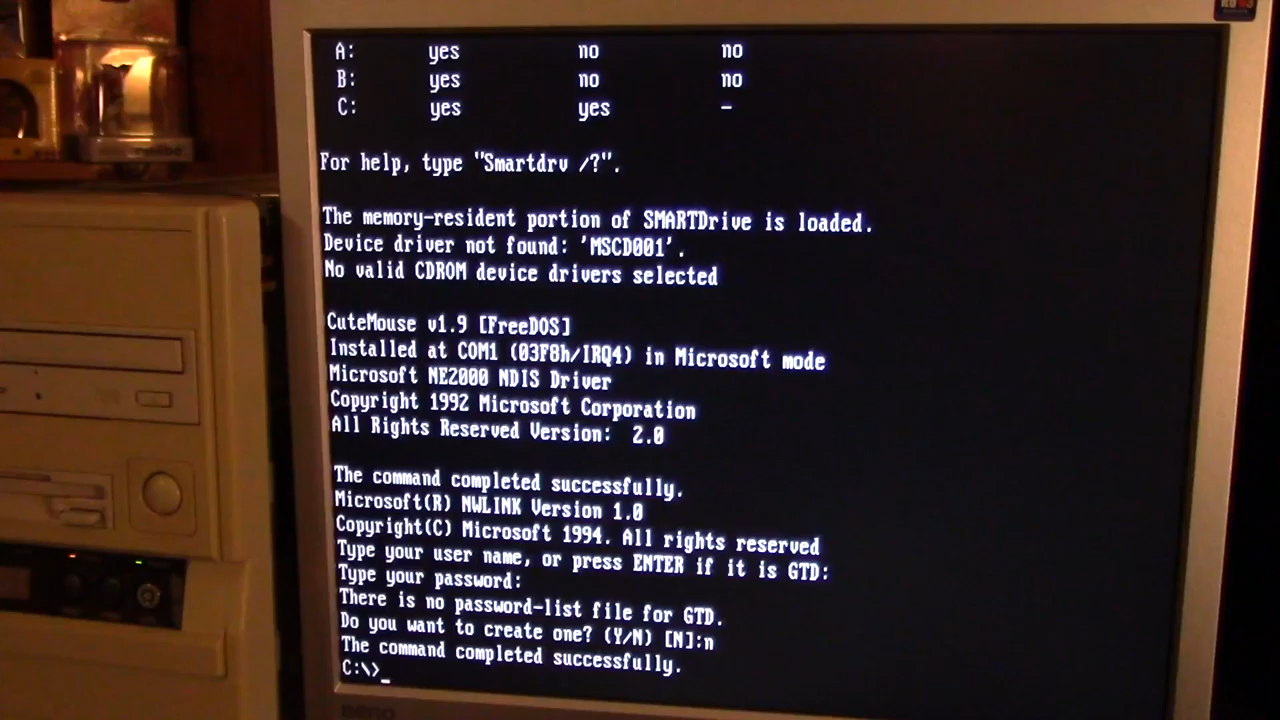 A: yes no no
B: yes no no
C: yes yes -
For help, type "Smartdrv /?".
The memory-resident portion of SMARTDrive is loaded.
Device driver not found: 'MSCD001'.
No valid CDROM device drivers selected
CuteMouse v1.9 [FreeDOS]
Installed at COM1 (03F8h/IRQ4) in Microsoft mode
Microsoft NE2000 NDIS Driver
Copyright 1992 Microsoft Corporation
All Rights Reserved Version:  2.0
The command completed successfully.
Microsoft(R) NWLINK Version 1.0
Copyright(C) Microsoft 1994. All rights reserved
Type your user name, or press ENTER if it is GTD:
Type your password:
There is no password-list file for GTD.
Do you want to create one? (Y/N) [N]:n
The command completed successfully.
C:\>_
BENQ